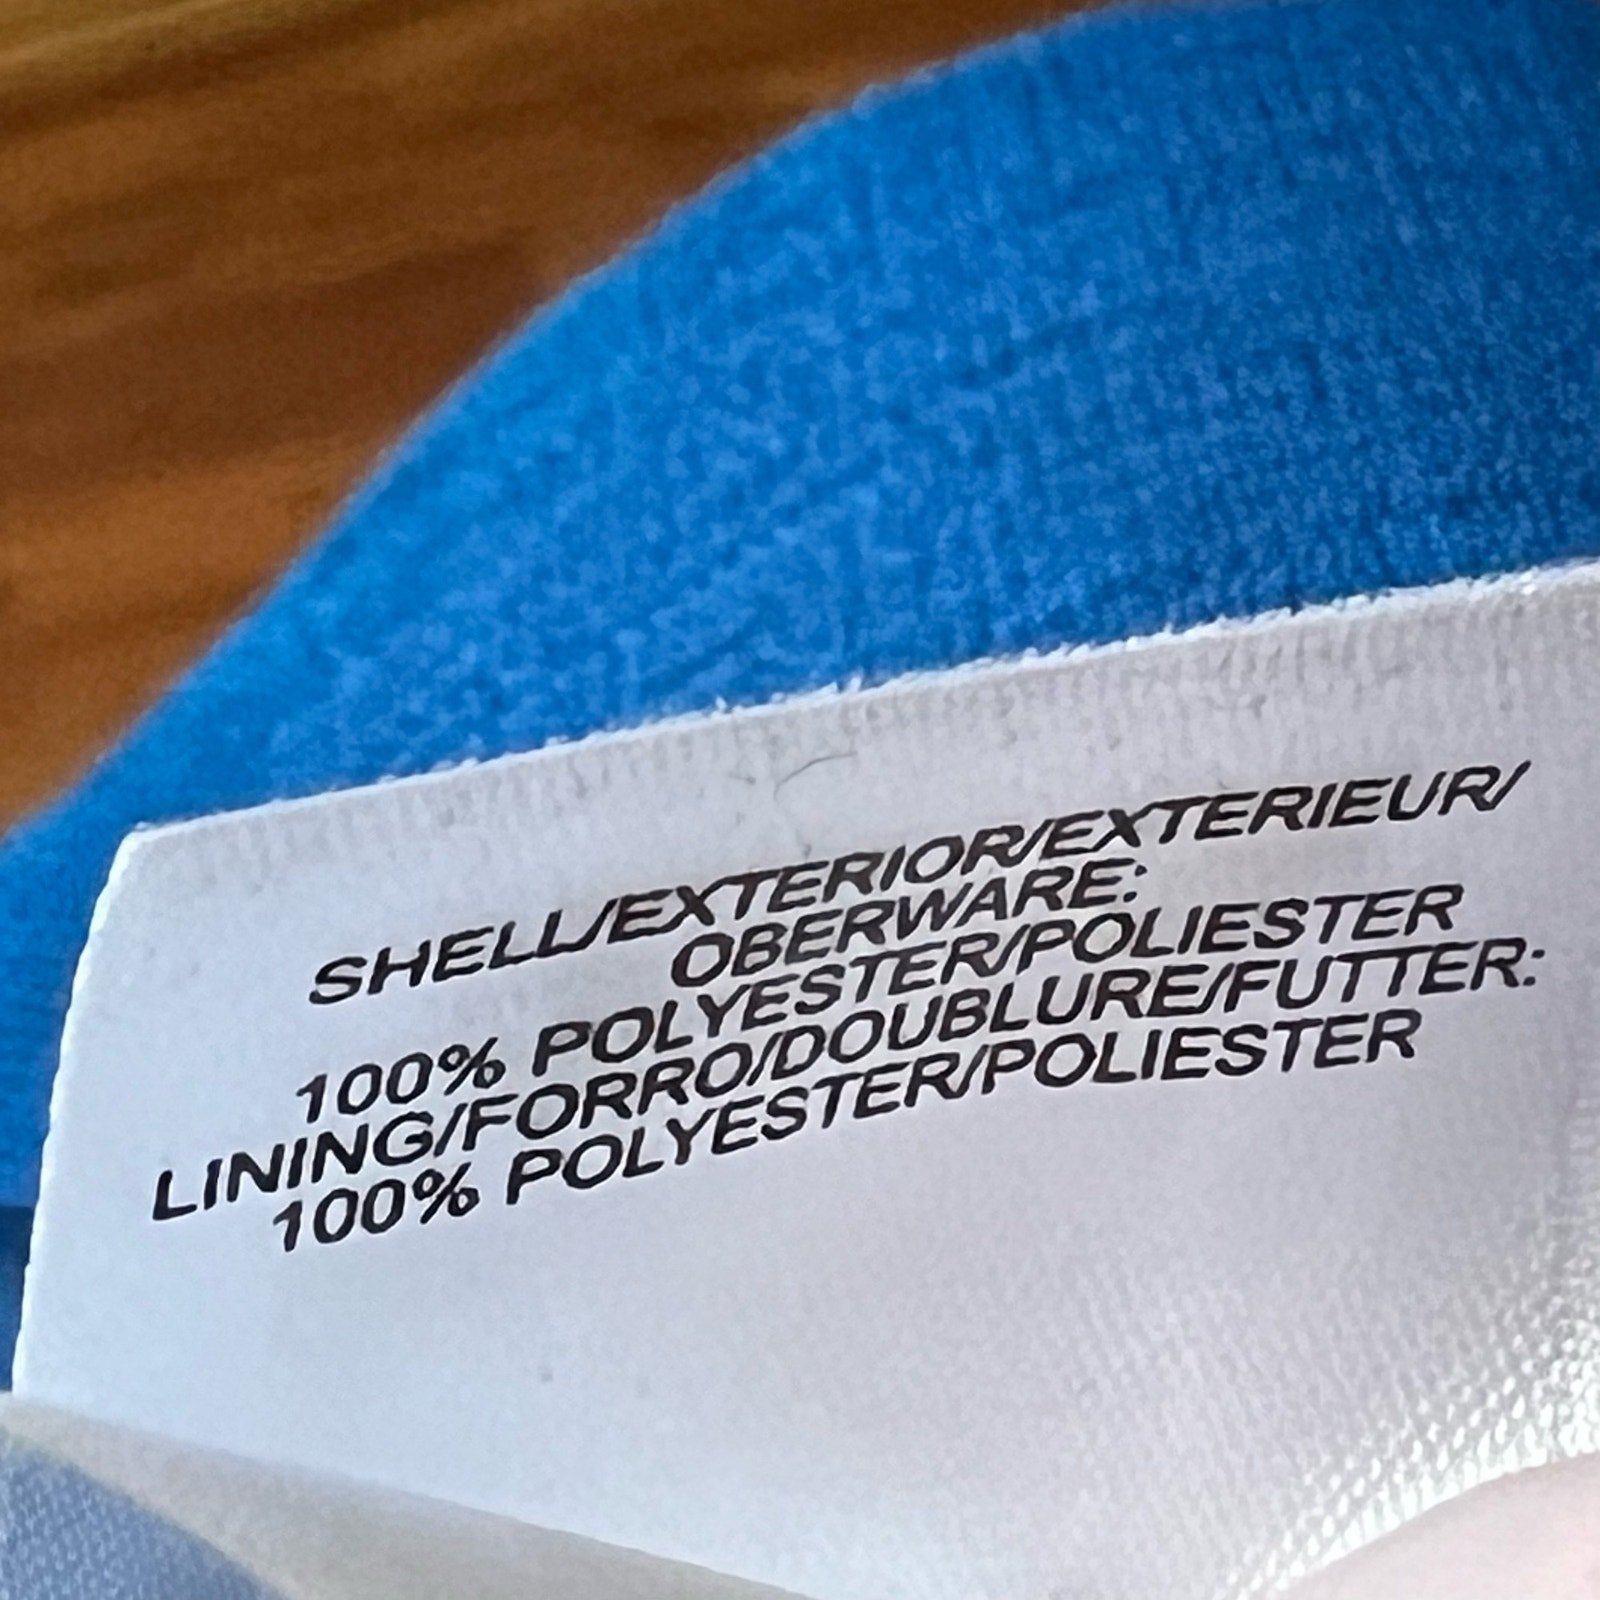 SHELL/EXTERIOR/EXTERIEUR/
OBERWARE:
100% POLYESTER/POLIESTER
LINING/FORRO/DOUBLURE/FUTTER:
100% POLYESTER/POLIESTER